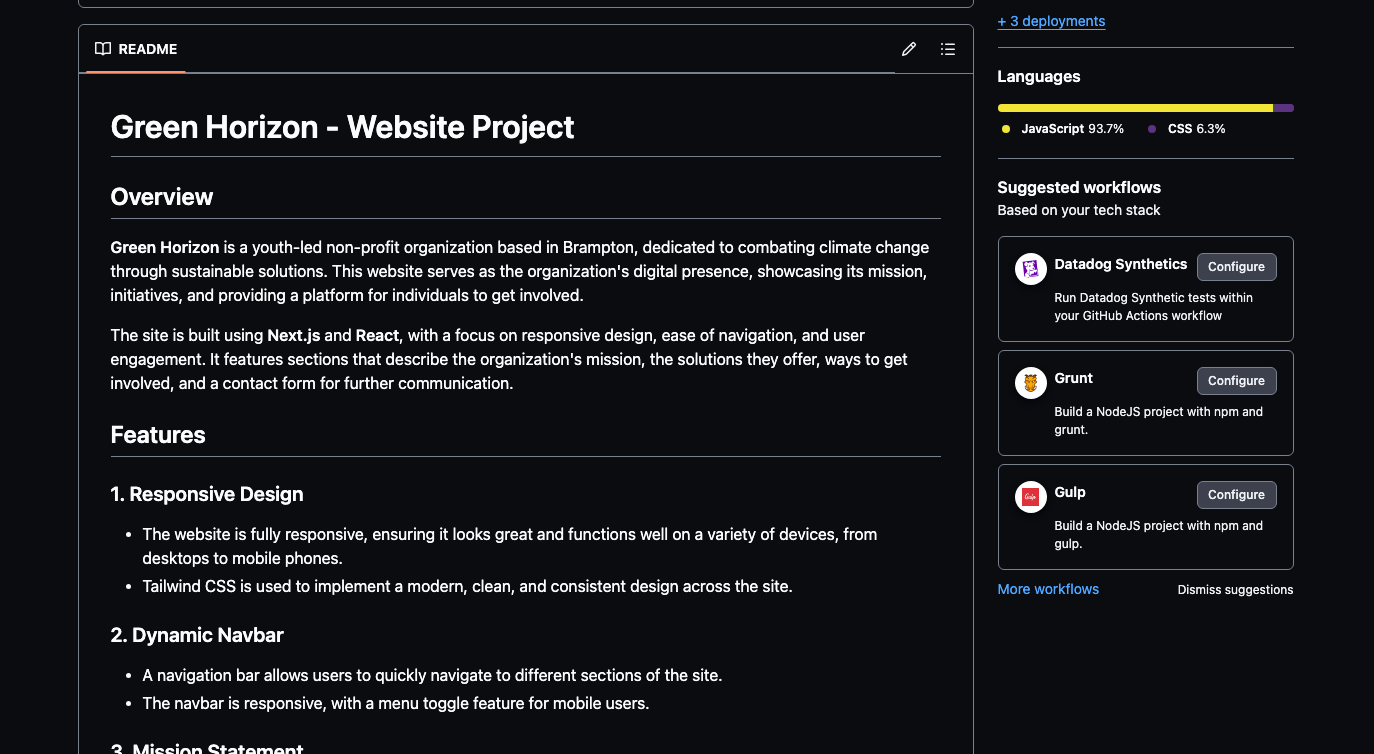 README
Green Horizon - Website Project
Overview
Green Horizon is a youth-led non-profit organization based in Brampton, dedicated to combating climate change
through sustainable solutions. This website serves as the organization's digital presence, showcasing its mission,
initiatives, and providing a platform for individuals to get involved.
The site is built using Next.js and React, with a focus on responsive design, ease of navigation, and user
engagement. It features sections that describe the organization's mission, the solutions they offer, ways to get
involved, and a contact form for further communication.
Features
1. Responsive Design
• The website is fully responsive, ensuring it looks great and functions well on a variety of devices, from
desktops to mobile phones.
• Tailwind CSS is used to implement a modern, clean, and consistent design across the site.
2. Dynamic Navbar
• A navigation bar allows users to quickly navigate to different sections of the site.
• The navbar is responsive, with a menu toggle feature for mobile users.
3. Mission Statement
+ 3 deployments
Languages
JavaScript 93.7% CSS 6.3%
Suggested workflows
Based on your tech stack
Datadog Synthetics Configure
Run Datadog Synthetic tests within
your GitHub Actions workflow
Grunt Configure
Build a NodeJS project with npm and
grunt.
Gulp Configure
Build a NodeJS project with npm and
gulp.
More workflows Dismiss suggestions